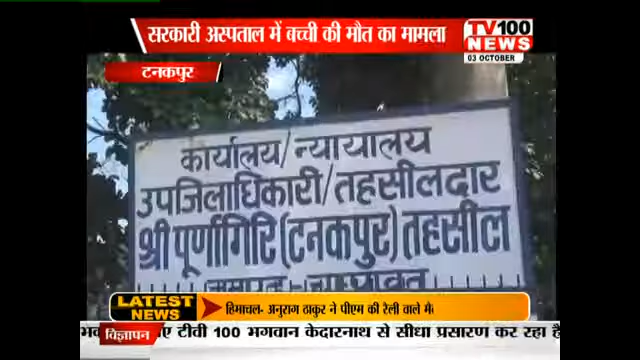 सरकारी अस्पताल में बच्ची की मौत का मामला
TV100
NEWS
03 OCTOBER
टनकपुर
कार्यालय/न्यायालय
उपजिलाधिकारी/तहसीलदार
श्री पूर्णागिरि(टनकपुर)तहसील
LATEST
NEWS
हिमाचल- अनुराग ठाकुर ने पीएम की रैली वाले
विज्ञापन
टीवी 100 भगवान केदारनाथ से सीधा प्रसारण कर रहा